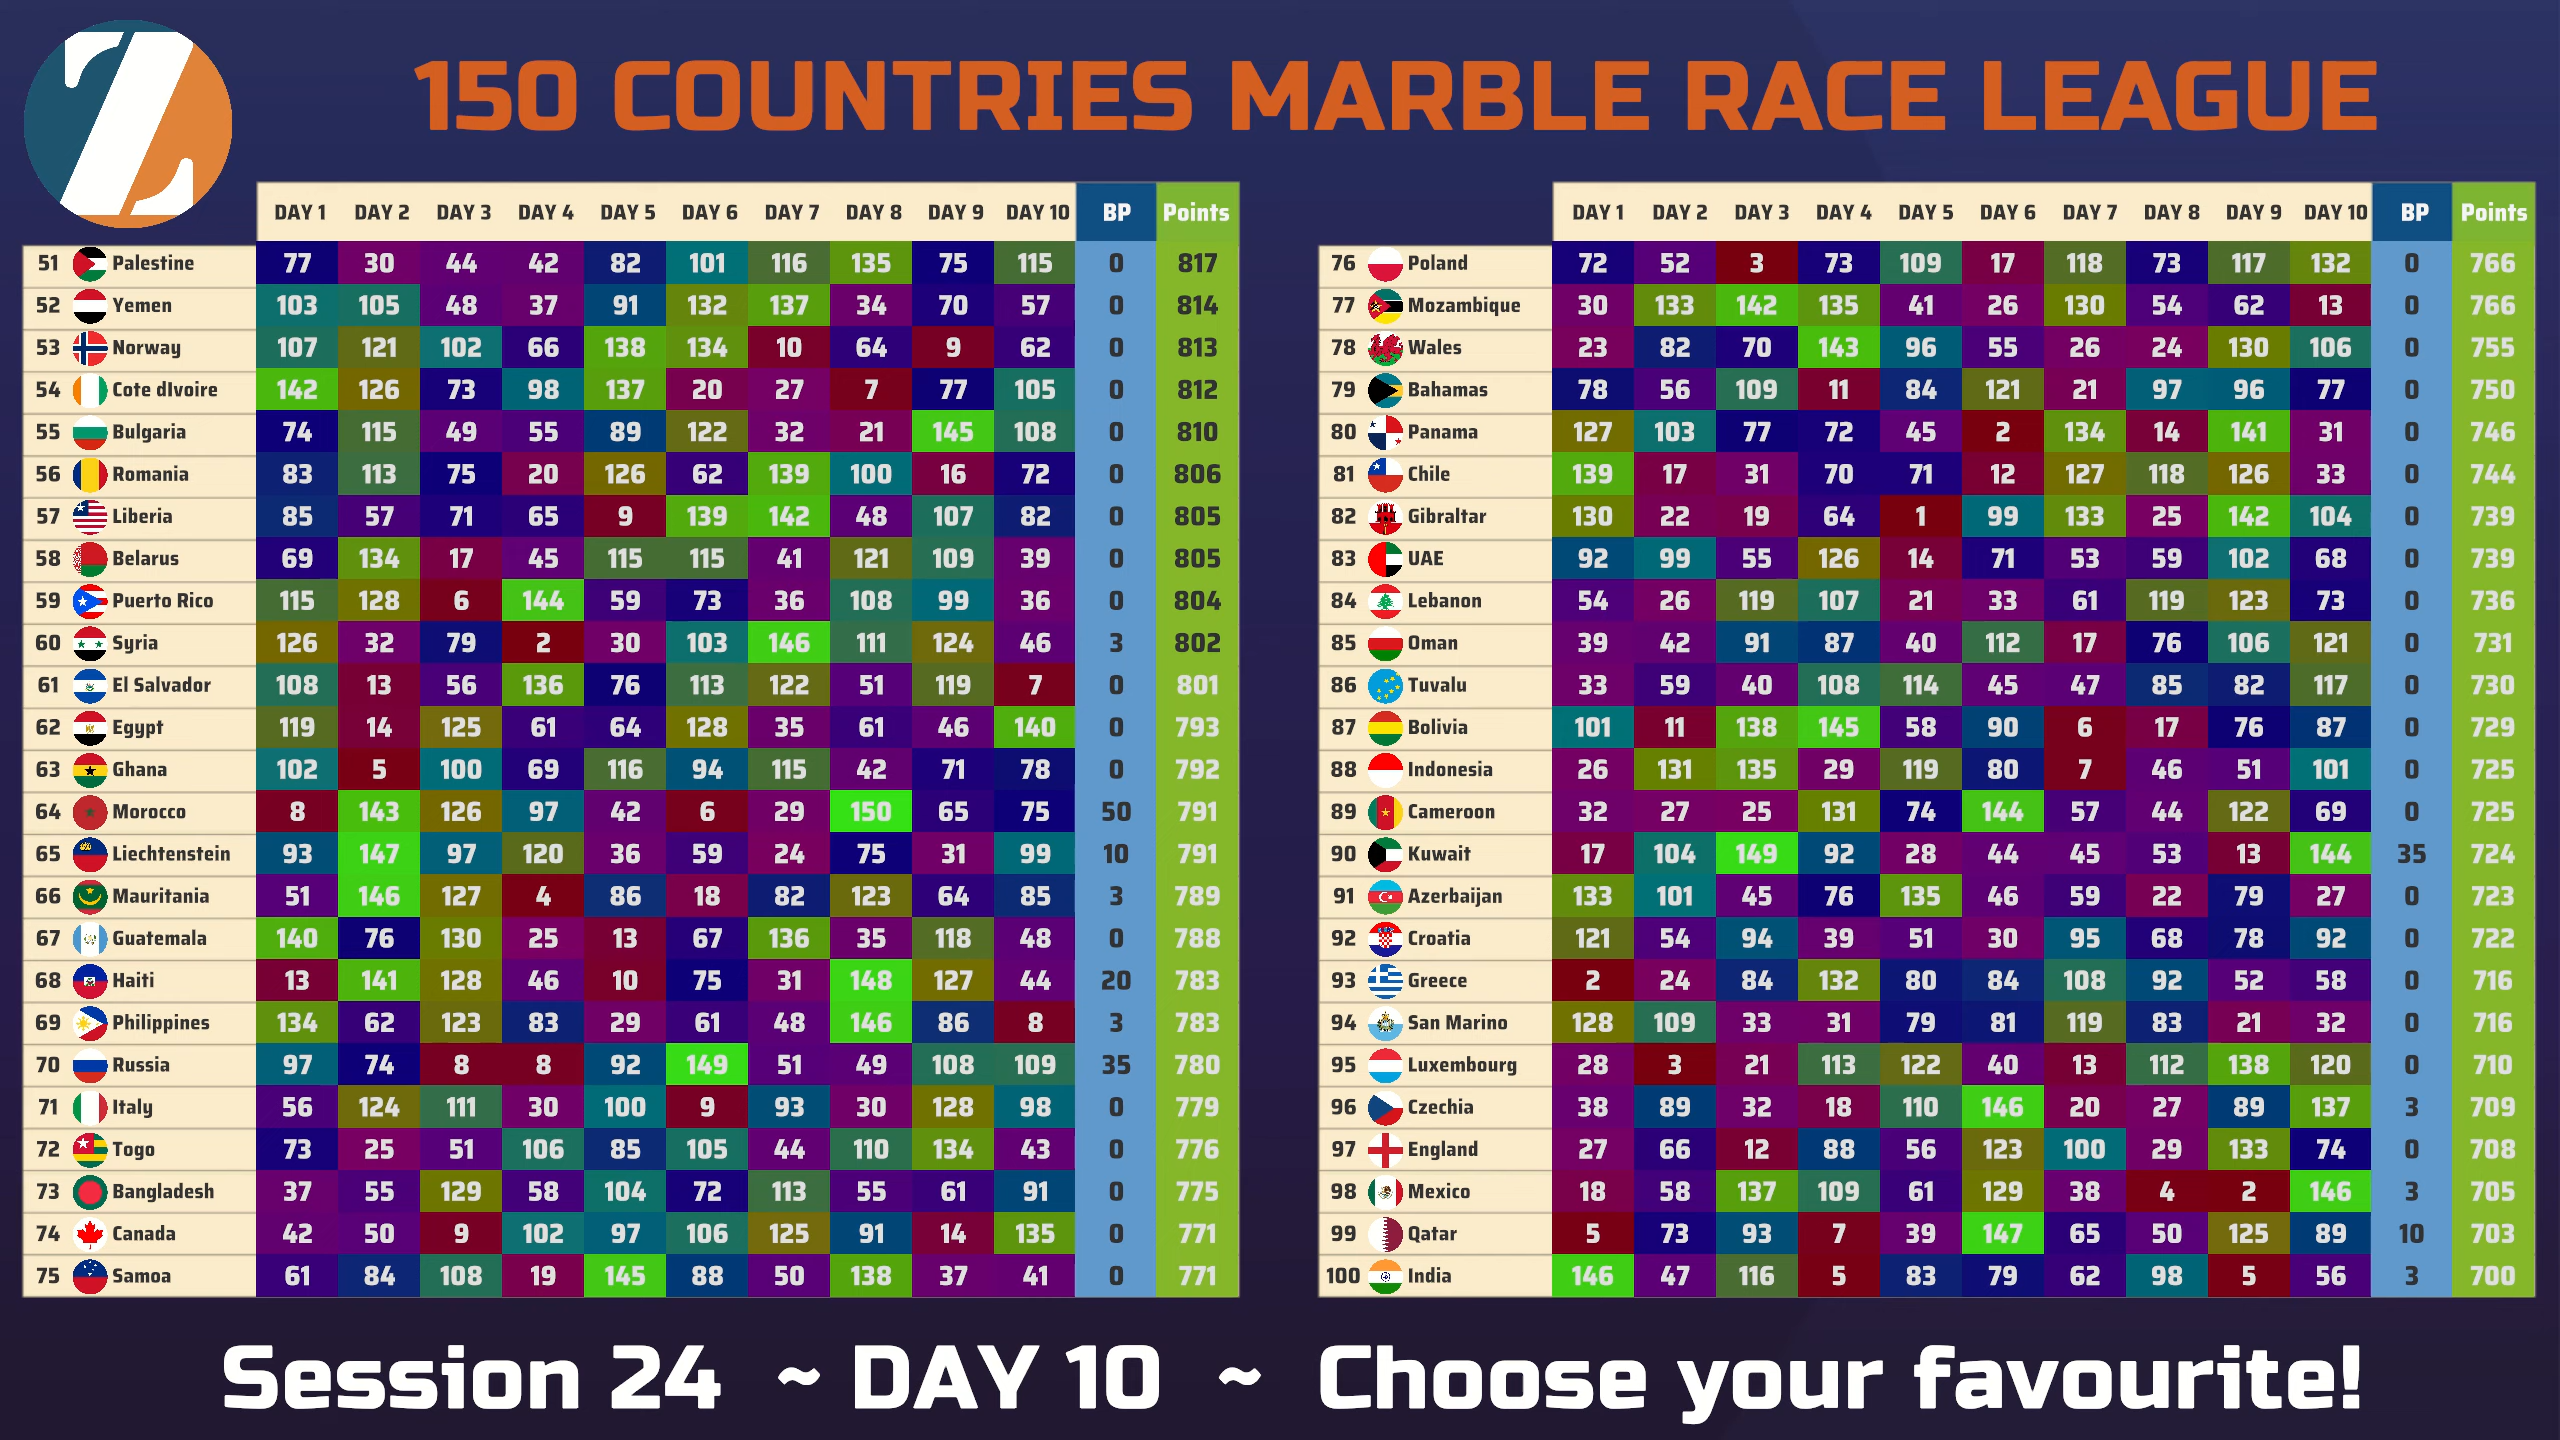 150 COUNTRIES MARBLE RACE LEAGUE
DAY 1 DAY 2 DAY 3 DAY 4 DAY 5 DAY 6 DAY 7 DAY 8 DAY 9 DAY 10 BP Points
51 Palestine 77 30 44 42 82 101 116 135 75 115 0 817
52 Yemen 103 105 48 37 91 132 137 34 70 57 0 814
53 Norway 107 121 102 66 138 134 10 64 9 62 0 813
54 Cote dIvoire 142 126 73 98 137 20 27 7 77 105 0 812
55 Bulgaria 74 115 49 55 89 122 32 21 145 108 0 810
56 Romania 83 113 75 20 126 62 139 100 16 72 0 806
57 Liberia 85 57 71 65 9 139 142 48 107 82 0 805
58 Belarus 69 134 17 45 115 115 41 121 109 39 0 805
59 Puerto Rico 115 128 6 144 59 73 36 108 99 36 0 804
60 Syria 126 32 79 2 30 103 146 111 124 46 3 802
61 El Salvador 108 13 56 136 76 113 122 51 119 7 0 801
62 Egypt 119 14 125 61 64 128 35 61 46 140 0 793
63 Ghana 102 5 100 69 116 94 115 42 71 78 0 792
64 Morocco 8 143 126 97 42 6 29 150 65 75 50 791
65 Liechtenstein 93 147 97 120 36 59 24 75 31 99 10 791
66 Mauritania 51 146 127 4 86 18 82 123 64 85 3 789
67 Guatemala 140 76 130 25 13 67 136 35 118 48 0 788
68 Haiti 13 141 128 46 10 75 31 148 127 44 20 783
69 Philippines 134 62 123 83 29 61 48 146 86 8 3 783
70 Russia 97 74 8 8 92 149 51 49 108 109 35 780
71 Italy 56 124 111 30 100 9 93 30 128 98 0 779
72 Togo 73 25 51 106 85 105 44 110 134 43 0 776
73 Bangladesh 37 55 129 58 104 72 113 55 61 91 0 775
74 Canada 42 50 9 102 97 106 125 91 14 135 0 771
75 Samoa 61 84 108 19 145 88 50 138 37 41 0 771
DAY 1 DAY 2 DAY 3 DAY 4 DAY 5 DAY 6 DAY 7 DAY 8 DAY 9 DAY 10 BP Points
76 Poland 72 52 3 73 109 17 118 73 117 132 0 766
77 Mozambique 30 133 142 135 41 26 130 54 62 13 0 766
78 Wales 23 82 70 143 96 55 26 24 130 106 0 755
79 Bahamas 78 56 109 11 84 121 21 97 96 77 0 750
80 Panama 127 103 77 72 45 2 134 14 141 31 0 746
81 Chile 139 17 31 70 71 12 127 118 126 33 0 744
82 Gibraltar 130 22 19 64 1 99 133 25 142 104 0 739
83 UAE 92 99 55 126 14 71 53 59 102 68 0 739
84 Lebanon 54 26 119 107 21 33 61 119 123 73 0 736
85 Oman 39 42 91 87 40 112 17 76 106 121 0 731
86 Tuvalu 33 59 40 108 114 45 47 85 82 117 0 730
87 Bolivia 101 11 138 145 58 90 6 17 76 87 0 729
88 Indonesia 26 131 135 29 119 80 7 46 51 101 0 725
89 Cameroon 32 27 25 131 74 144 57 44 122 69 0 725
90 Kuwait 17 104 149 92 28 44 45 53 13 144 35 724
91 Azerbaijan 133 101 45 76 135 46 59 22 79 27 0 723
92 Croatia 121 54 94 39 51 30 95 68 78 92 0 722
93 Greece 2 24 84 132 80 84 108 92 52 58 0 716
94 San Marino 128 109 33 31 79 81 119 83 21 32 0 716
95 Luxembourg 28 3 21 113 122 40 13 112 138 120 0 710
96 Czechia 38 89 32 18 110 146 20 27 89 137 3 709
97 England 27 66 12 88 56 123 100 29 133 74 0 708
98 Mexico 18 58 137 109 61 129 38 4 2 146 3 705
99 Qatar 5 73 93 7 39 147 65 50 125 89 10 703
100 India 146 47 116 5 83 79 62 98 5 56 3 700
Session 24 ~ DAY 10 ~ Choose your favourite!